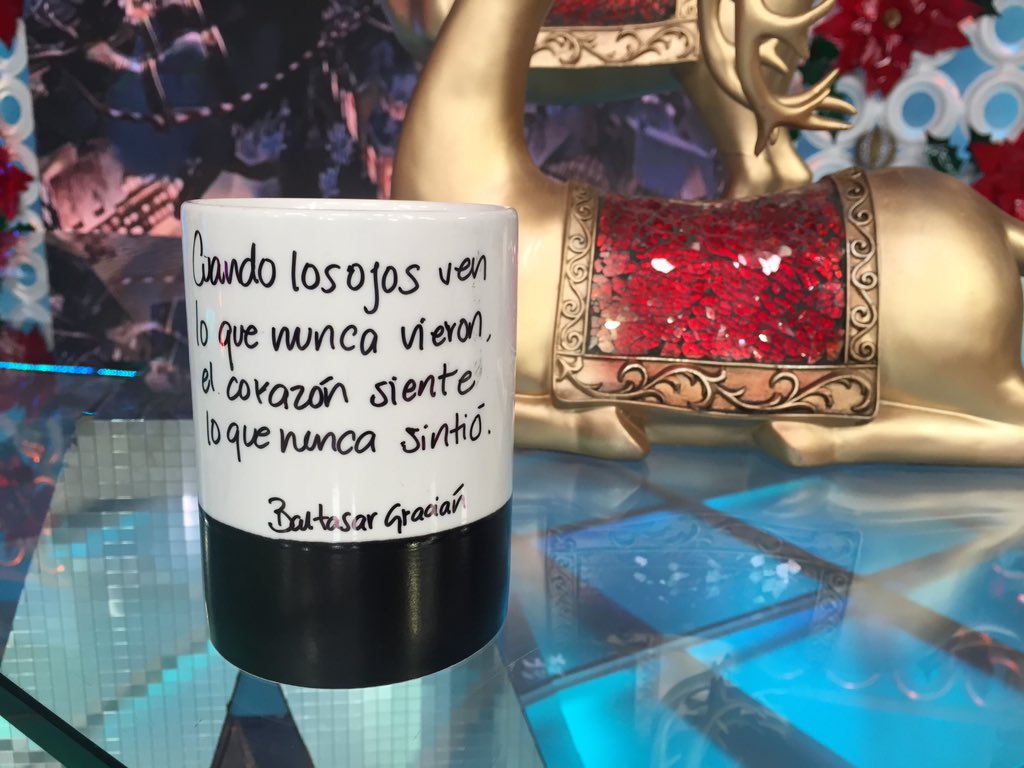 Cuando los ojos ven
lo que nunca vieron,
el corazón siente
lo que nunca sintió.
Baltasar Gracián